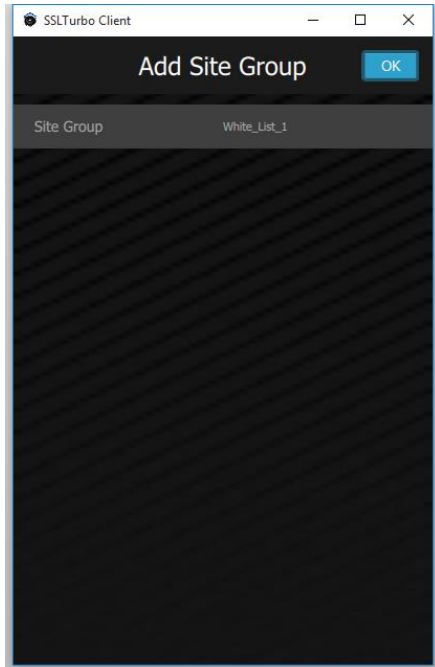 SSLTurbo Client
Add Site Group
OK
Site Group
White_List_1